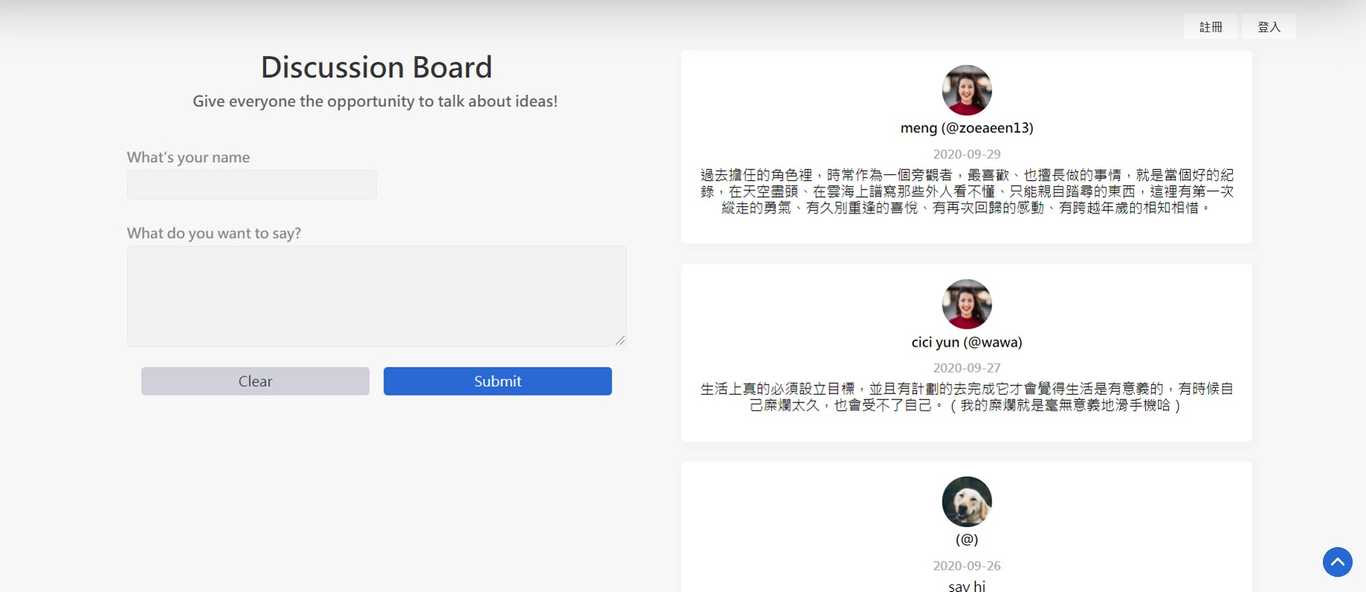 註冊 登入
Discussion Board
Give everyone the opportunity to talk about ideas!
What's your name
What do you want to say?
Clear Submit
meng (@zoeaeen13)
2020-09-29
過去擔任的角色裡，時常作為一個旁觀者，最喜歡、也擅長做的事情，就是當個好的紀
錄，在天空盡頭、在雲海上譜寫那些外人看不懂、只能親自踏尋的東西，這裡有第一次
縱走的勇氣、有久別重逢的喜悅、有再次回歸的感動、有跨越年歲的相知相惜。
cici yun (@wawa)
2020-09-27
生活上真的必須設立目標，並且有計劃的去完成它才會覺得生活是有意義的，有時候自
己糜爛太久，也會受不了自己。（我的糜爛就是毫無意義地滑手機哈）
(@)
2020-09-26
say hi